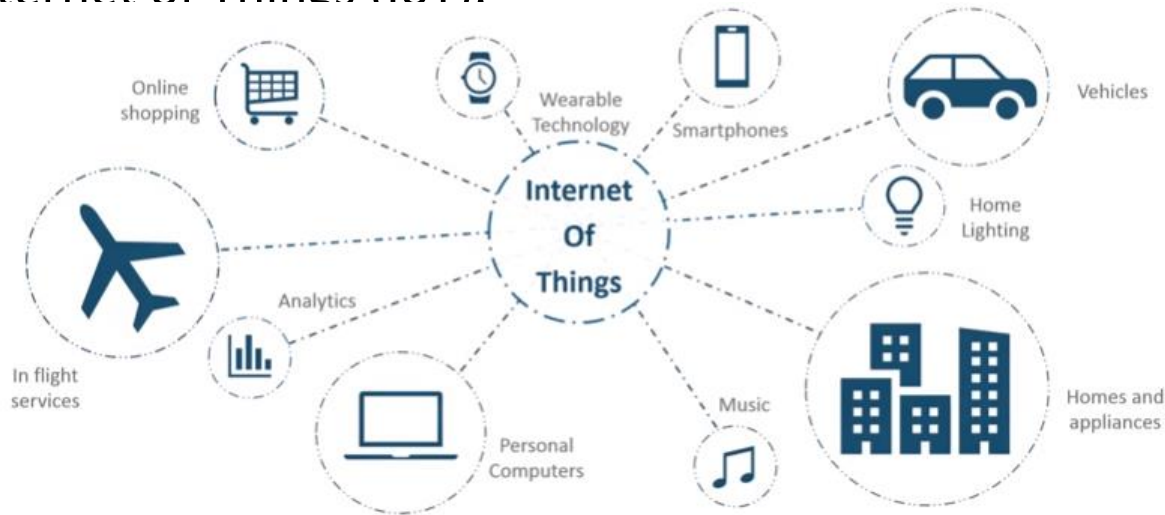 Online
shopping
Wearable
Technology
Smartphones
Vehicles
Internet
Of
Things
Home
Lighting
In flight
services
Analytics
Personal
Computers
Music
Homes and
appliances